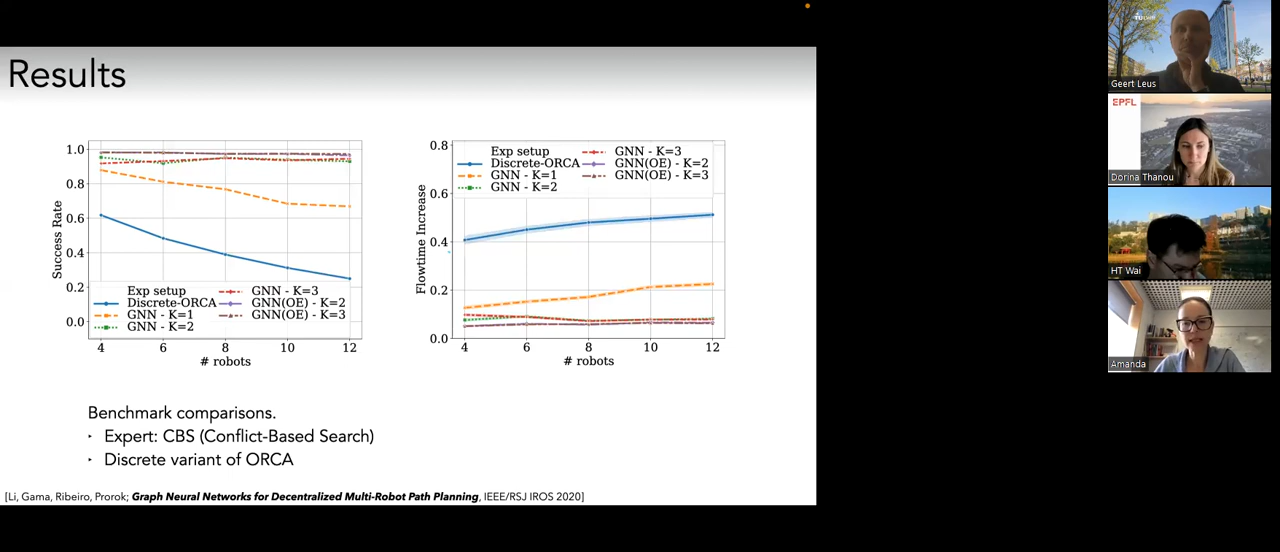 Results
1.0
0.8
0.6
0.4
0.2
0.0
Success Rate
Exp setup
Discrete-ORCA
GNN - K=1
GNN - K=2
GNN - K=3
GNN(OE) - K=2
GNN(OE) - K=3
4 6 8 10 12
# robots
0.8
0.6
0.4
0.2
0.0
Flowtime Increase
Exp setup
Discrete-ORCA
GNN - K=1
GNN - K=2
GNN - K=3
GNN(OE) - K=2
GNN(OE) - K=3
4 6 8 10 12
# robots
Benchmark comparisons.
‣ Expert: CBS (Conflict-Based Search)
‣ Discrete variant of ORCA
[Li, Gama, Ribeiro, Prorok; Graph Neural Networks for Decentralized Multi-Robot Path Planning, IEEE/RSJ IROS 2020]
Geert Leus
EPFL
Dorina Thanou
HT Wai
Amanda